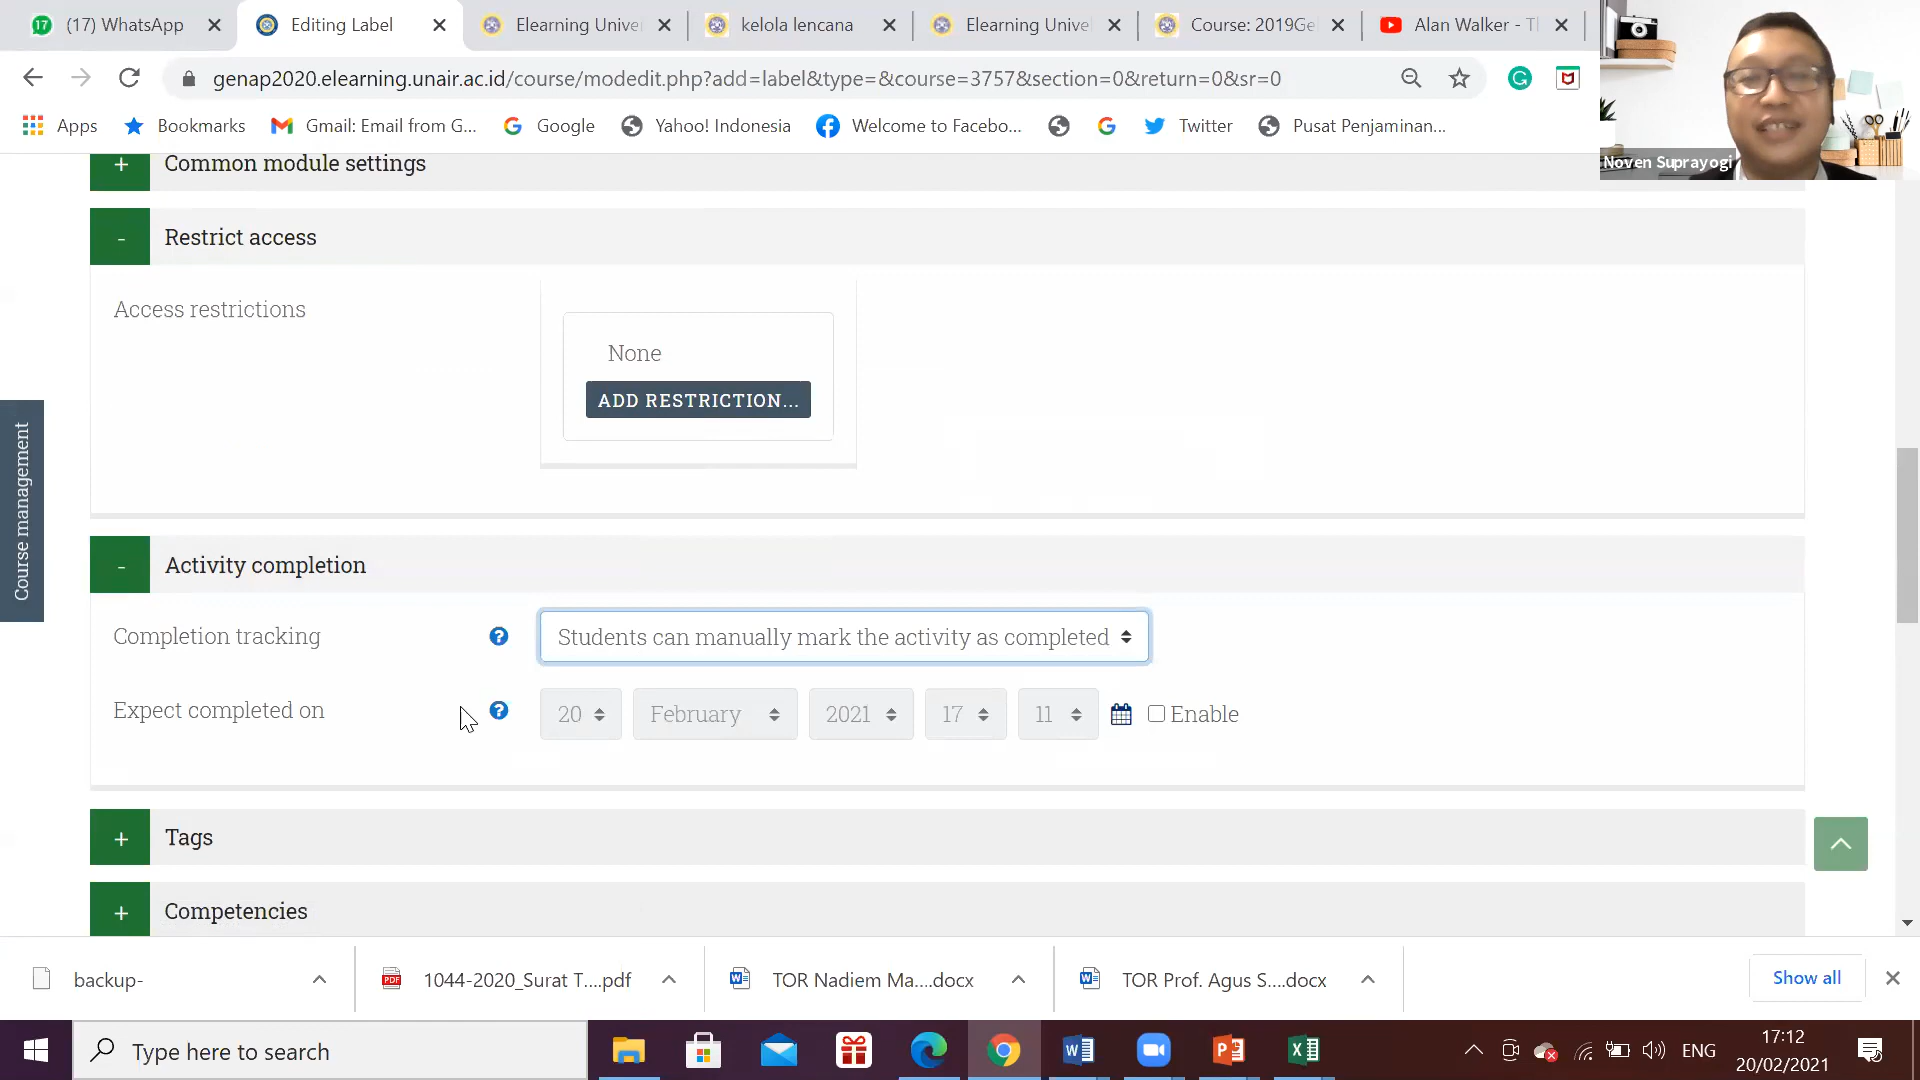 (17) WhatsApp
Editing Label
Elearning Unive
kelola lencana
Elearning Unive
Course: 2019Ge
Alan Walker - T
genap2020.elearning.unair.ac.id/course/modedit.php?add=label&type=&course=3757&section=0&return=0&sr=0
Apps
Bookmarks
Gmail: Email from G...
Google
Yahoo! Indonesia
Welcome to Facebo...
Twitter
Pusat Penjaminan...
Noven Suprayogi
+ Common module settings
- Restrict access
Access restrictions
None
ADD RESTRICTION...
Course management
- Activity completion
Completion tracking
Students can manually mark the activity as completed
Expect completed on
20 February 2021 17 11 Enable
+ Tags
+ Competencies
backup-
1044-2020_Surat T....pdf
TOR Nadiem Ma....docx
TOR Prof. Agus S....docx
Show all
Type here to search
ENG
17:12
20/02/2021